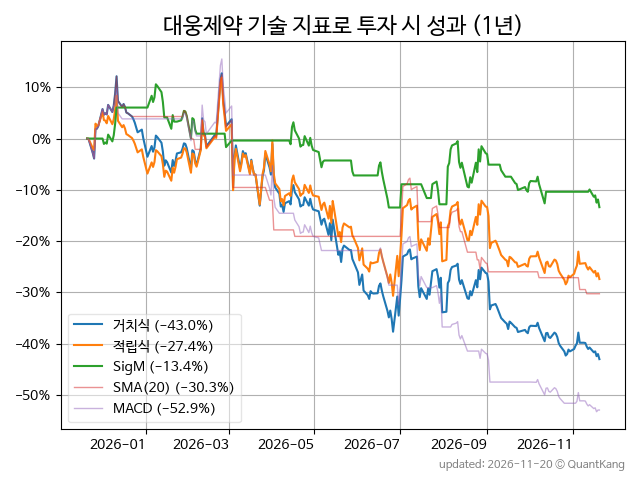 대웅제약 기술 지표로 투자 시 성과 (1년)
10%
0%
−10%
−20%
−30%
−40%
−50%
거치식 (−43.0%)
적립식 (−27.4%)
SigM (−13.4%)
SMA(20) (−30.3%)
MACD (−52.9%)
2026−01
2026−03
2026−05
2026−07
2026−09
2026−11
updated: 2026−11−20 © QuantKang